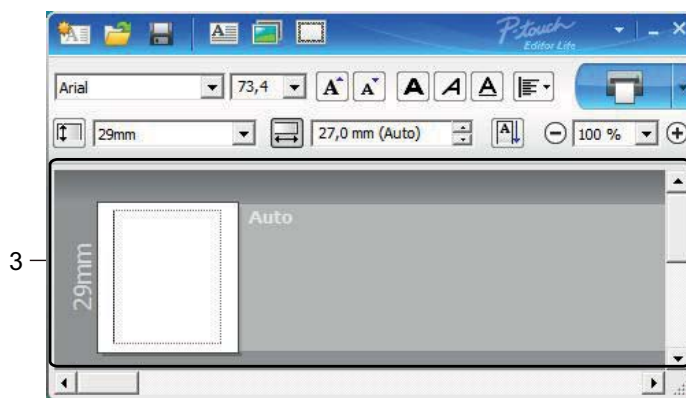 P-touch
Editor Lite
Arial 73,4 A A A A A
29mm 27,0 mm (Auto) A 100 %
Auto
29mm
3